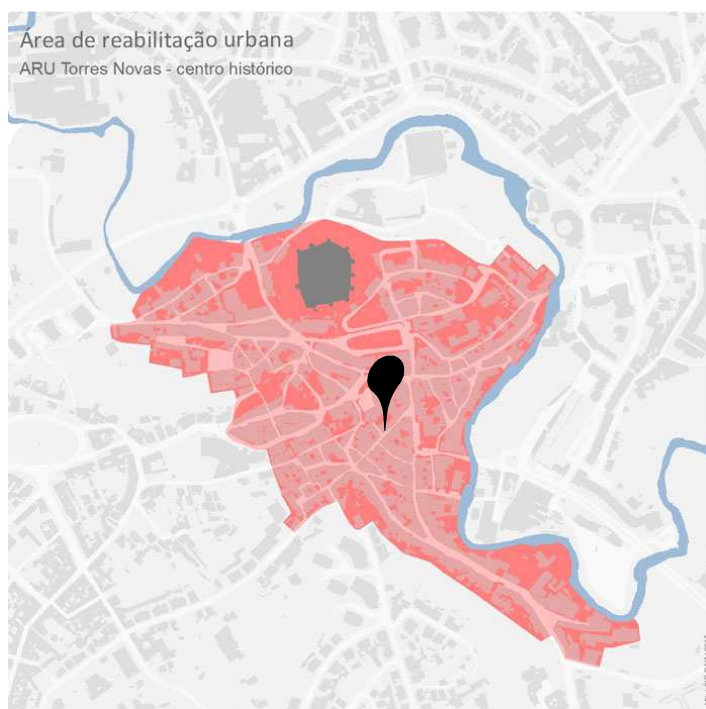 Área de reabilitação urbana
ARU Torres Novas - centro histórico